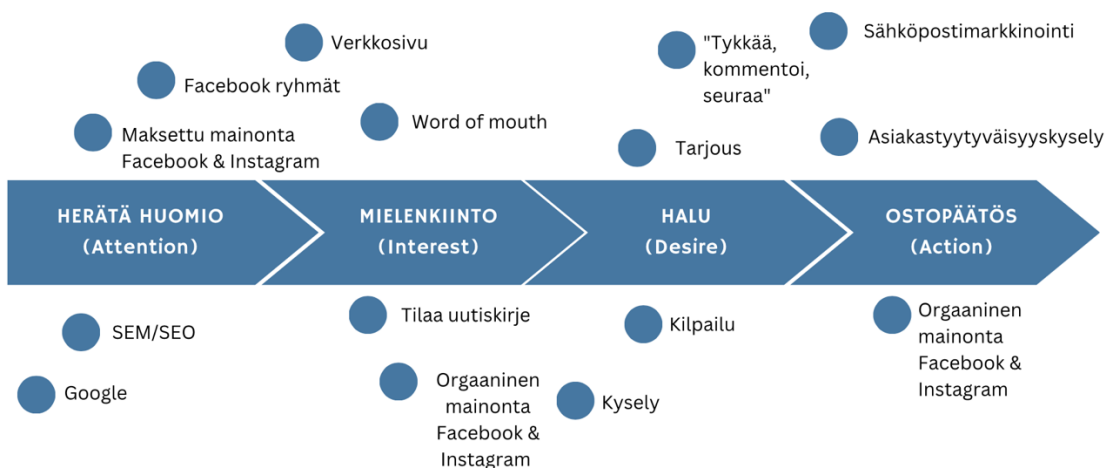 Verkkosivu
Facebook ryhmät
Maksettu mainonta
Facebook & Instagram
Word of mouth
"Tykkää,
kommentoi,
seuraa"
Tarjous
Sähköpostimarkkinointi
Asiakastyytyväisyyskysely
HERÄTÄ HUOMIO
(Attention)
MIELENKIINTO
(Interest)
HALU
(Desire)
OSTOPÄÄTÖS
(Action)
SEM/SEO
Google
Tilaa uutiskirje
Orgaaninen
mainonta
Facebook &
Instagram
Kilpailu
Kysely
Orgaaninen
mainonta
Facebook &
Instagram